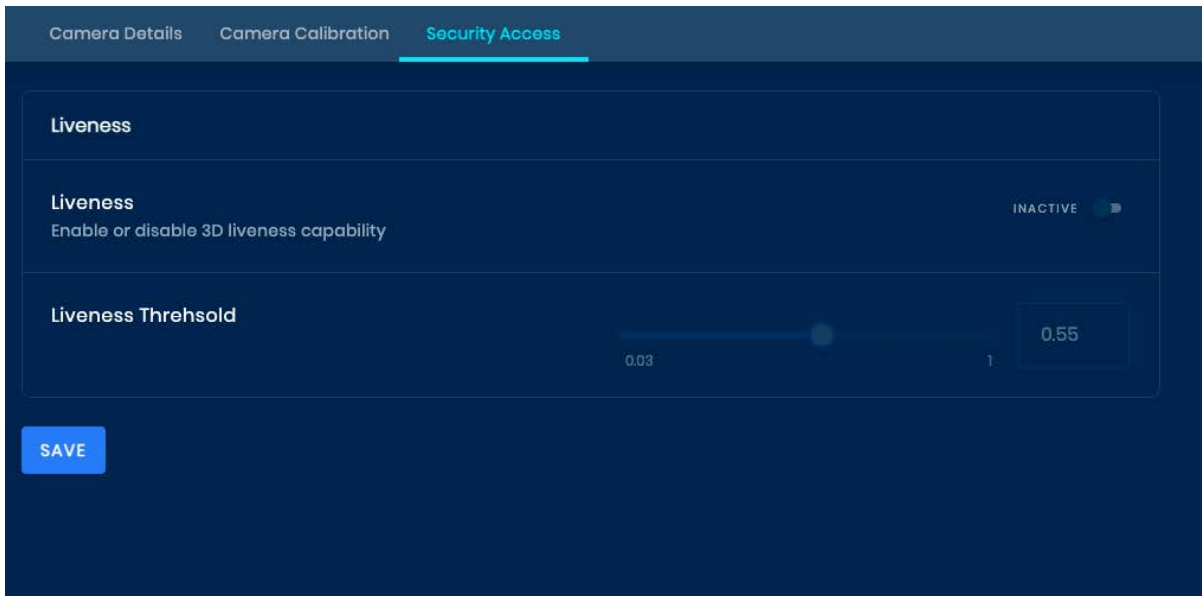 Camera Details Camera Calibration Security Access
Liveness
Liveness
Enable or disable 3D liveness capability
INACTIVE
Liveness Threhsold
0.03
1
0.55
SAVE